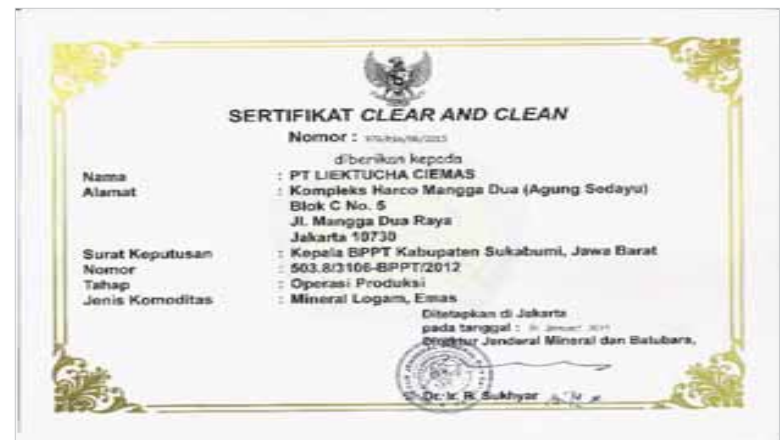 SERTIFIKAT CLEAR AND CLEAN
Nomor :
diberikan kepada
Nama : PT LIEKTUCHA CIEMAS
Alamat : Kompleks Harco Mangga Dua (Agung Sedayu)
Blok C No. 5
Jl. Mangga Dua Raya
Jakarta 10730
Surat Keputusan : Kepala BPPT Kabupaten Sukabumi, Jawa Barat
Nomor : 503.8/3106-BPPT/2012
Tahap : Operasi Produksi
Jenis Komoditas : Mineral Logam, Emas
Ditetapkan di Jakarta
pada tanggal :
Direktur Jenderal Mineral dan Batubara,
Dr. Ir. R. Sukhyar